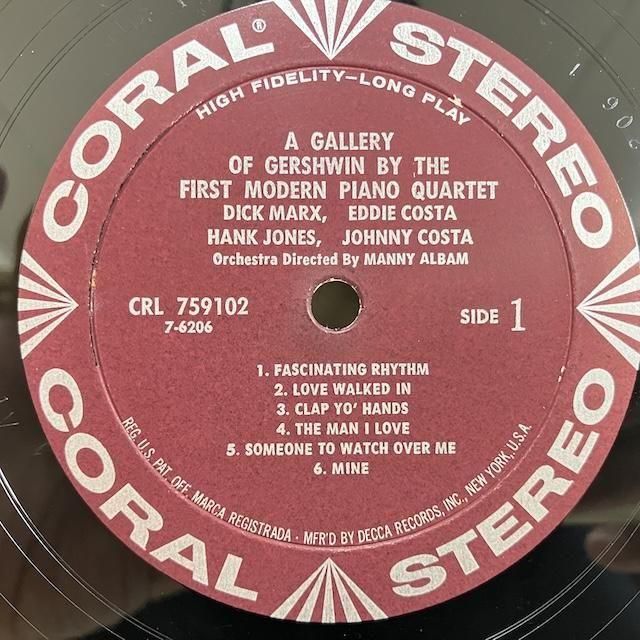 CORAL®
STEREO
HIGH FIDELITY—LONG PLAY
A GALLERY
OF GERSHWIN BY THE
FIRST MODERN PIANO QUARTET
DICK MARX, EDDIE COSTA
HANK JONES, JOHNNY COSTA
Orchestra Directed By MANNY ALBAM
CRL 759102
7-6206
SIDE 1
1. FASCINATING RHYTHM
2. LOVE WALKED IN
3. CLAP YO' HANDS
4. THE MAN I LOVE
5. SOMEONE TO WATCH OVER ME
6. MINE
REG. U.S. PAT. OFF. MARCA REGISTRADA · MFR'D BY DECCA RECORDS, INC., NEW YORK, U.S.A.
CORAL
STEREO